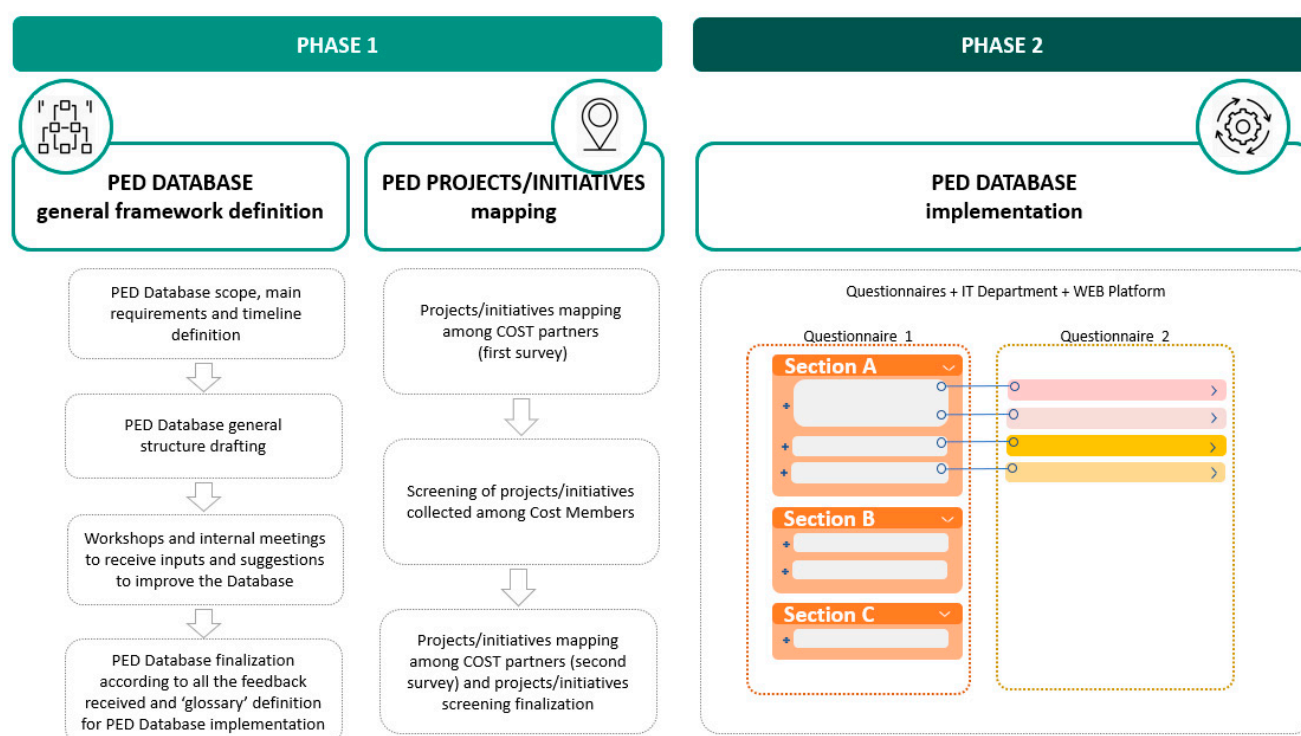 PHASE 1
PHASE 2
PED DATABASE
general framework definition
PED PROJECTS/INITIATIVES
mapping
PED DATABASE
implementation
PED Database scope, main
requirements and timeline
definition
PED Database general
structure drafting
Workshops and internal meetings
to receive inputs and suggestions
to improve the Database
PED Database finalization
according to all the feedback
received and ‘glossary’ definition
for PED Database implementation
Projects/initiatives mapping
among COST partners
(first survey)
Screening of projects/initiatives
collected among Cost Members
Projects/initiatives mapping
among COST partners (second
survey) and projects/initiatives
screening finalization
Questionnaires + IT Department + WEB Platform
Questionnaire 1
Questionnaire 2
Section A
Section B
Section C